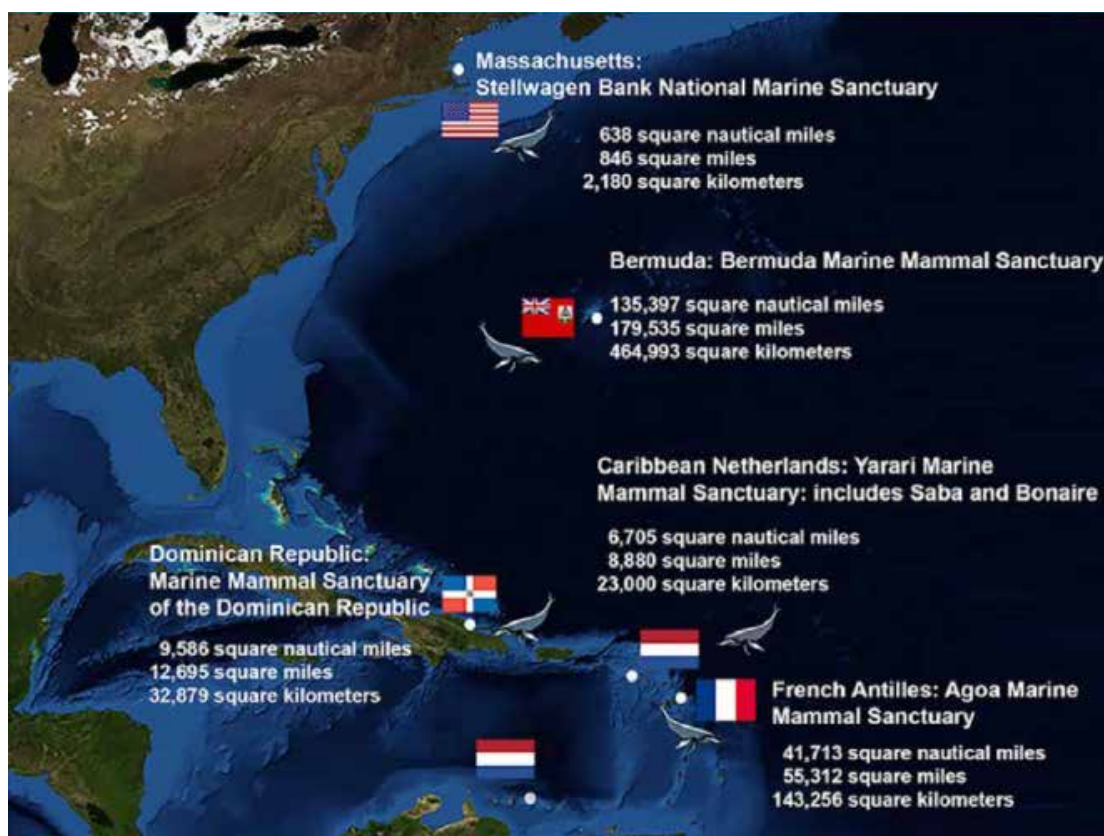 Massachusetts:
Stellwagen Bank National Marine Sanctuary
638 square nautical miles
846 square miles
2,180 square kilometers
Bermuda: Bermuda Marine Mammal Sanctuary
135,397 square nautical miles
179,535 square miles
464,993 square kilometers
Caribbean Netherlands: Yarari Marine
Mammal Sanctuary: includes Saba and Bonaire
6,705 square nautical miles
8,880 square miles
23,000 square kilometers
Dominican Republic:
Marine Mammal Sanctuary
of the Dominican Republic
9,586 square nautical miles
12,695 square miles
32,879 square kilometers
French Antilles: Agoa Marine
Mammal Sanctuary
41,713 square nautical miles
55,312 square miles
143,256 square kilometers